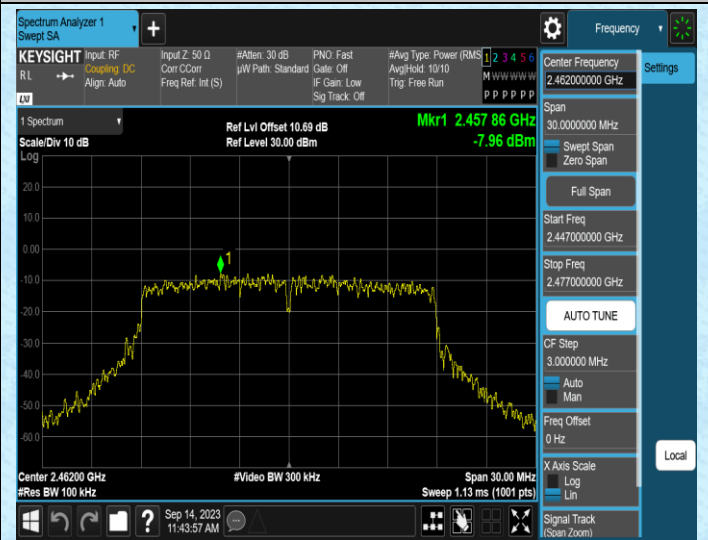 Spectrum Analyzer 1
Swept SA
Frequency
KEYSIGHT
RL
LXI
Input: RF
Coupling: DC
Align: Auto
Input Z: 50 Ω
Corr CCorr
Freq Ref: Int (S)
#Atten: 30 dB
µW Path: Standard
PNO: Fast
Gate: Off
IF Gain: Low
Sig Track: Off
#Avg Type: Power (RMS
Avg|Hold: 10/10
Trig: Free Run
1 2 3 4 5 6
M W W W W W
P P P P P P
1 Spectrum
Scale/Div 10 dB
Ref Lvl Offset 10.69 dB
Ref Level 30.00 dBm
Mkr1 2.457 86 GHz
-7.96 dBm
Log
20.0
10.0
0.00
-10.0
-20.0
-30.0
-40.0
-50.0
-60.0
1
Center 2.46200 GHz
#Res BW 100 kHz
#Video BW 300 kHz
Span 30.00 MHz
Sweep 1.13 ms (1001 pts)
Center Frequency
2.462000000 GHz
Settings
Span
30.0000000 MHz
Swept Span
Zero Span
Full Span
Start Freq
2.447000000 GHz
Stop Freq
2.477000000 GHz
AUTO TUNE
CF Step
3.000000 MHz
Auto
Man
Freq Offset
0 Hz
X Axis Scale
Log
Lin
Local
Signal Track
(Span Zoom)
?
Sep 14, 2023
11:43:57 AM